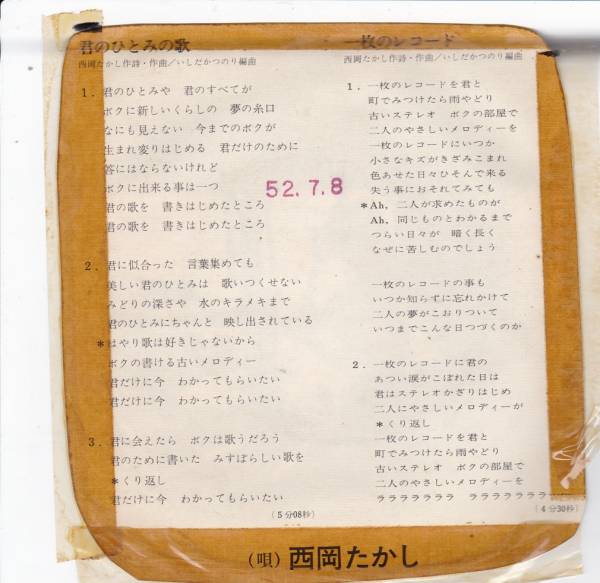 君のひとみの歌
西岡たかし作詩・作曲/いしだかつのり編曲
1. 君のひとみや 君のすべてが
ボクに新しいくらしの 夢の糸口
なにも見えない 今までのボクが
生まれ変りはじめる 君だけのために
答にはならないけれど
ボクに出来る事は一つ
君の歌を 書きはじめたところ
君の歌を 書きはじめたところ
2. 君に似合った 言葉集めても
美しい君のひとみは 歌いつくせない
みどりの深さや 水のキラメキまで
君のひとみにちゃんと 映し出されている
*はやり歌は好きじゃないから
ボクの書ける古いメロディー
君だけに今 わかってもらいたい
君だけに今 わかってもらいたい
3. 君に会えたら ボクは歌うだろう
君のために書いた みすぼらしい歌を
*くり返し
君だけに今 わかってもらいたい
(5分08秒)
52.7.8
一枚のレコード
西岡たかし作詩・作曲/いしだかつのり編曲
1. 一枚のレコードを君と
町でみつけたら雨やどり
古いステレオ ボクの部屋で
二人のやさしいメロディーを
一枚のレコードにいつか
小さなキズがきざみこまれ
色あせた日々ひそんで来る
失う事におそれてみても
*Ah, 二人が求めたものが
Ah, 同じものとわかるまで
つらい日々が 暗く長く
なぜに苦しむのでしょう
一枚のレコードの事も
いつか知らずに忘れかけて
二人の夢がこおりついて
いつまでこんな日つづくのか
2. 一枚のレコードに君の
あつい涙がこぼれた日は
君はステレオかざりはじめ
二人にやさしいメロディーが
*くり返し
一枚のレコードを君と
町でみつけたら雨やどり
古いステレオ ボクの部屋で
二人のやさしいメロディーを
ララララララ ララララララ
(4分30秒)
(唄) 西岡たかし